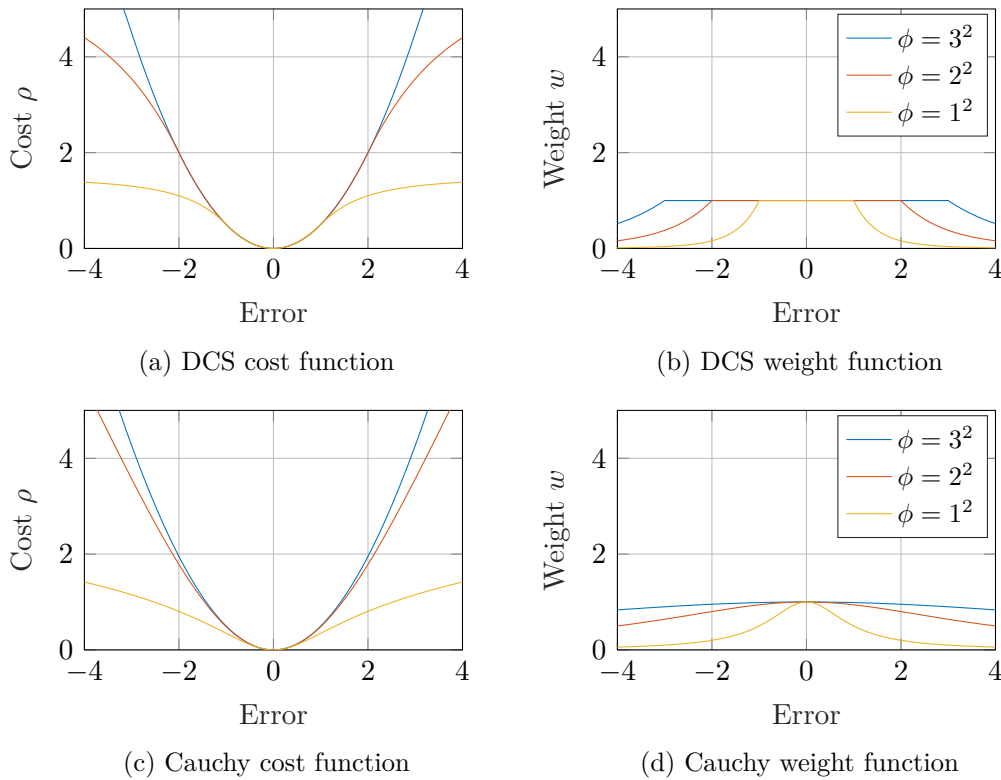 Cost ρ
4
2
0
−4
−2
0
2
4
Error
(a) DCS cost function
Weight w
4
2
0
−4
−2
0
2
4
Error
ϕ = 3²
ϕ = 2²
ϕ = 1²
(b) DCS weight function
Cost ρ
4
2
0
−4
−2
0
2
4
Error
(c) Cauchy cost function
Weight w
4
2
0
−4
−2
0
2
4
Error
ϕ = 3²
ϕ = 2²
ϕ = 1²
(d) Cauchy weight function